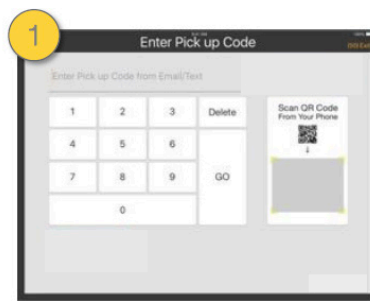 1
Enter Pick up Code
Enter Pick up Code from Email/Text
1 2 3 Delete
4 5 6
7 8 9 GO
0
Scan QR Code
From Your Phone